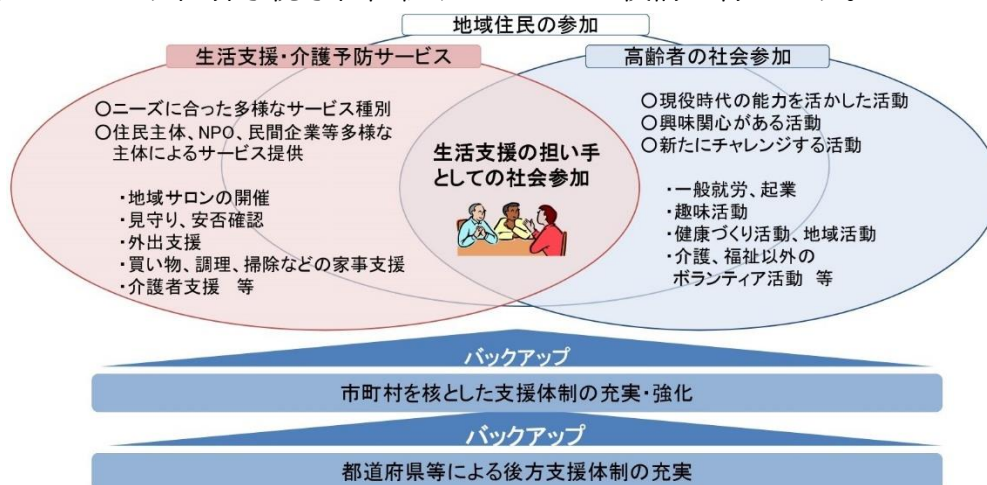 地域住民の参加
生活支援・介護予防サービス
〇ニーズに合った多様なサービス種別
〇住民主体、NPO、民間企業等多様な
主体によるサービス提供
・地域サロンの開催
・見守り、安否確認
・外出支援
・買い物、調理、掃除などの家事支援
・介護者支援 等
生活支援の担い手
としての社会参加
高齢者の社会参加
〇現役時代の能力を活かした活動
〇興味関心がある活動
〇新たにチャレンジする活動
・一般就労、起業
・趣味活動
・健康づくり活動、地域活動
・介護、福祉以外の
ボランティア活動 等
バックアップ
市町村を核とした支援体制の充実・強化
バックアップ
都道府県等による後方支援体制の充実